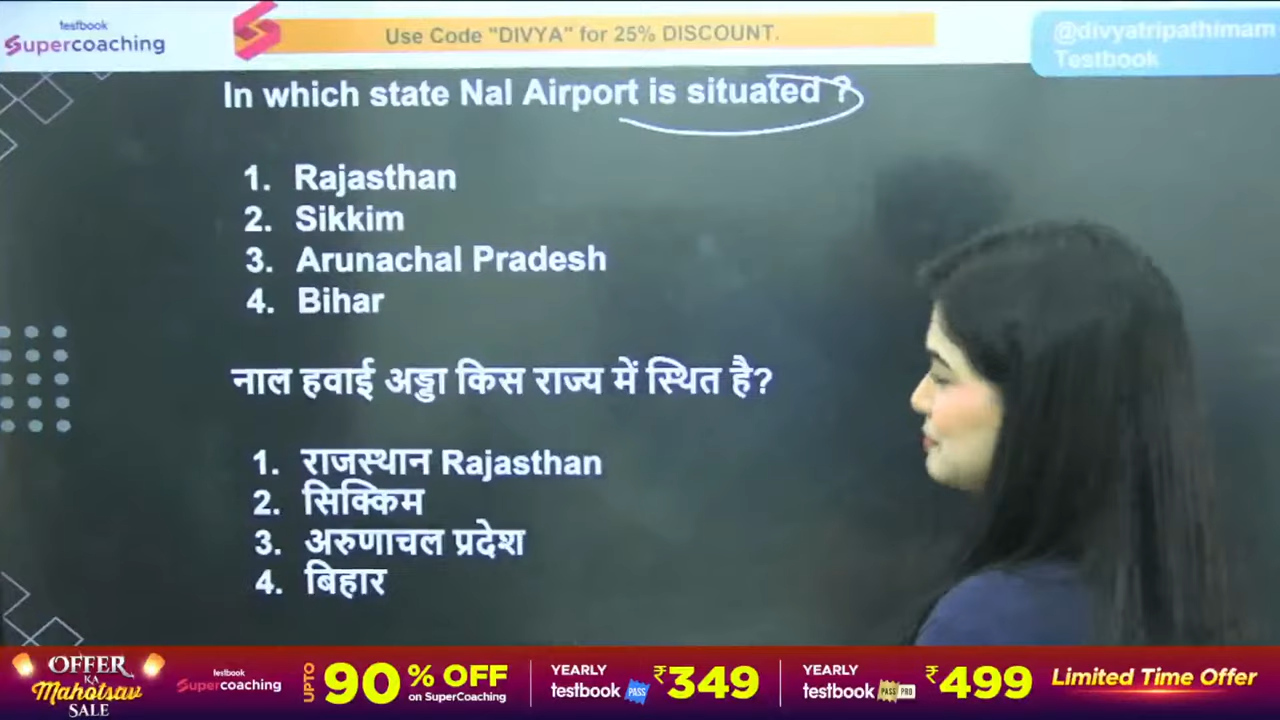 testbook
Supercoaching
Use Code "DIVYA" for 25% DISCOUNT.
@divyatripathimam
Testbook
In which state Nal Airport is situated ?
1. Rajasthan
2. Sikkim
3. Arunachal Pradesh
4. Bihar
नाल हवाई अड्डा किस राज्य में स्थित है?
1. राजस्थान Rajasthan
2. सिक्किम
3. अरुणाचल प्रदेश
4. बिहार
OFFER
KA
Mahotsav
SALE
testbook
Supercoaching
UPTO 90% OFF
on SuperCoaching
YEARLY
testbook PASS
₹349
YEARLY
testbook PASS PRO
₹499
Limited Time Offer